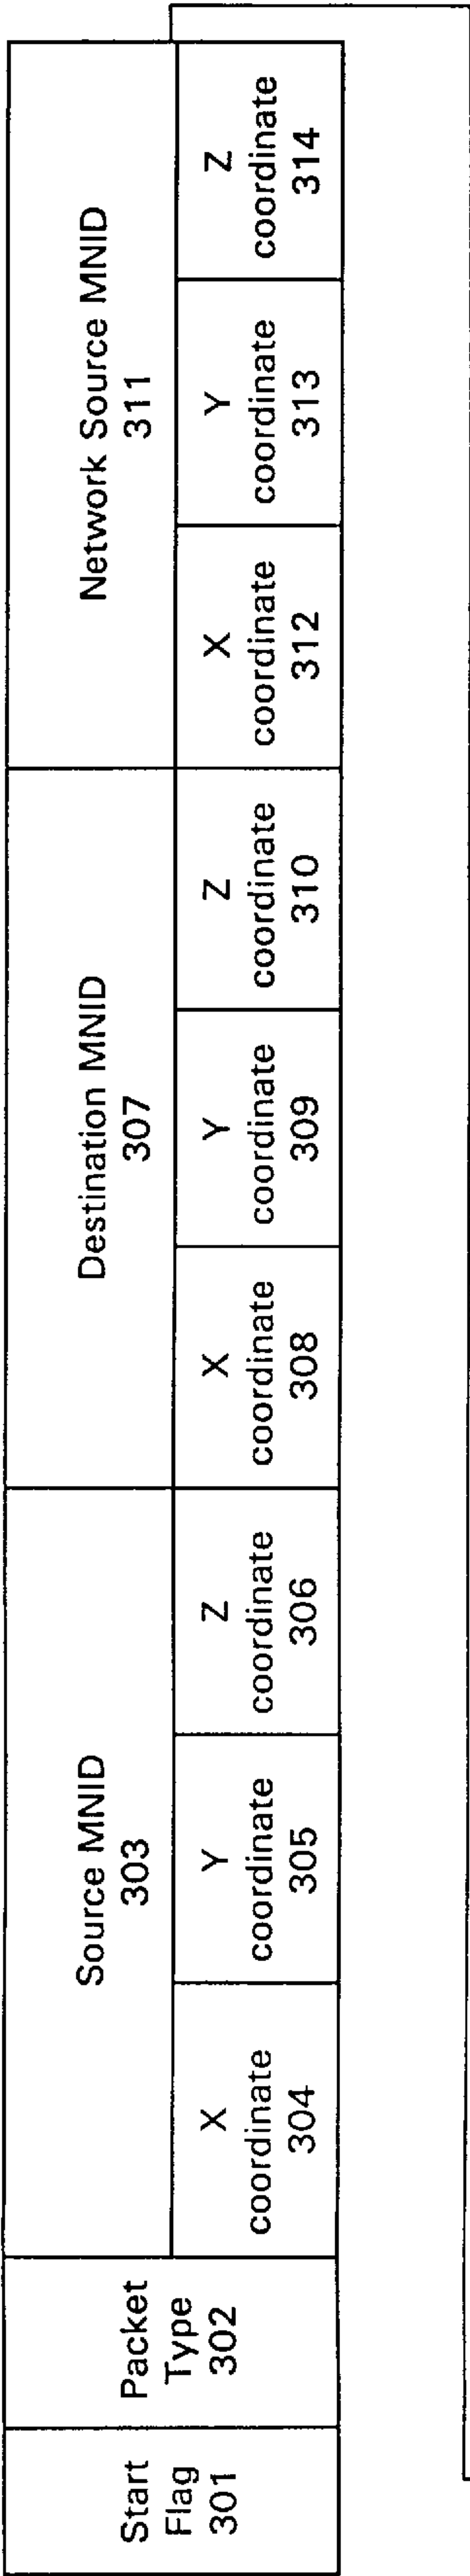 Start
Flag
301
Packet
Type
302
Source MNID
303
X
coordinate
304
Y
coordinate
305
Z
coordinate
306
Destination MNID
307
X
coordinate
308
Y
coordinate
309
Z
coordinate
310
Network Source MNID
311
X
coordinate
312
Y
coordinate
313
Z
coordinate
314